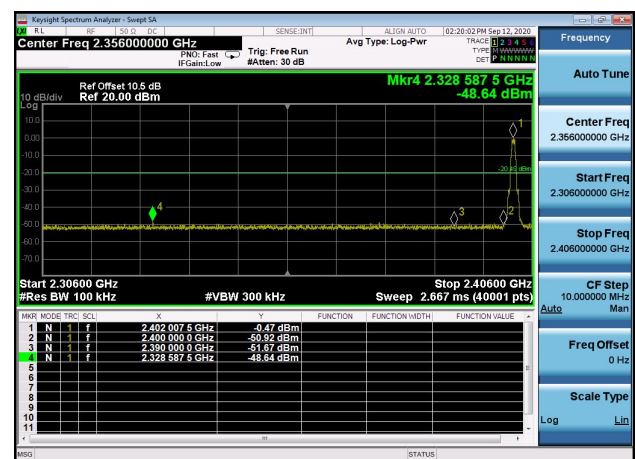 Keysight Spectrum Analyzer - Swept SA
RL RF 50 Ω DC SENSE:INT ALIGN AUTO 02:20:02 PM Sep 12, 2020
Center Freq 2.356000000 GHz
PNO: Fast
IFGain:Low
Trig: Free Run
#Atten: 30 dB
Avg Type: Log-Pwr
TRACE 1 2 3 4 5 6
TYPE M
DET P N N N N N
Ref Offset 10.5 dB
10 dB/div Ref 20.00 dBm
Log
Mkr4 2.328 587 5 GHz
-48.64 dBm
10.0
0.00
-10.0
-20.0
-30.0
-40.0
-50.0
-60.0
-70.0
1
4
3
2
Start 2.30600 GHz
Stop 2.40600 GHz
#Res BW 100 kHz
#VBW 300 kHz
Sweep 2.667 ms (40001 pts)
MKR MODE TRC SCL X Y FUNCTION FUNCTION WIDTH FUNCTION VALUE
1 N 1 f 2.402 007 5 GHz -0.47 dBm
2 N 1 f 2.400 000 0 GHz -50.92 dBm
3 N 1 f 2.390 000 0 GHz -51.67 dBm
4 N 1 f 2.328 587 5 GHz -48.64 dBm
5
6
7
8
9
10
11
MSG
STATUS
Frequency
Auto Tune
Center Freq
2.356000000 GHz
Start Freq
2.306000000 GHz
Stop Freq
2.406000000 GHz
CF Step
10.000000 MHz
Auto Man
Freq Offset
0 Hz
Scale Type
Log Lin